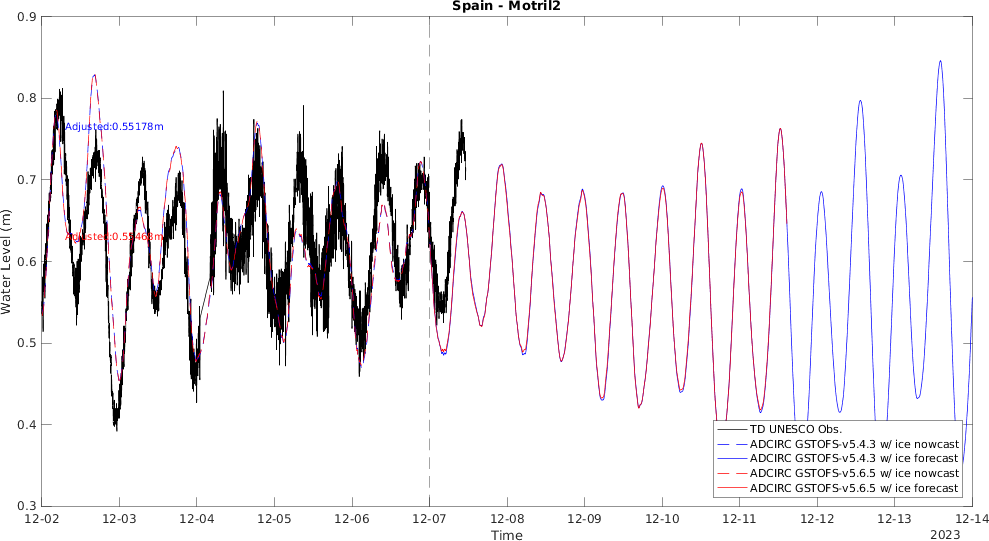 Spain - Motril2
0.9
0.8
0.7
0.6
0.5
0.4
0.3
Water Level (m)
Adjusted:0.55178m
TD UNESCO Obs.
ADCIRC GSTOFS-v5.4.3 w/ ice nowcast
ADCIRC GSTOFS-v5.4.3 w/ ice forecast
ADCIRC GSTOFS-v5.6.5 w/ ice nowcast
ADCIRC GSTOFS-v5.6.5 w/ ice forecast
12-02 12-03 12-04 12-05 12-06 12-07 12-08 12-09 12-10 12-11 12-12 12-13 12-14
Time
2023